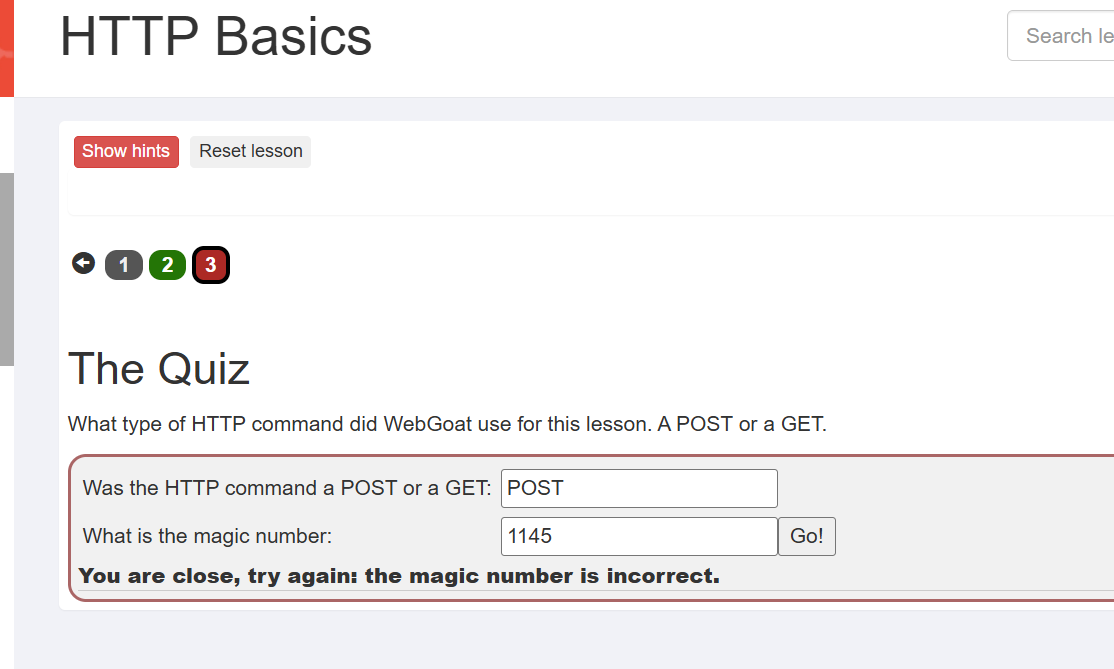 HTTP Basics
Search le
Show hints Reset lesson
1 2 3
The Quiz
What type of HTTP command did WebGoat use for this lesson. A POST or a GET.
Was the HTTP command a POST or a GET: POST
What is the magic number: 1145 Go!
You are close, try again: the magic number is incorrect.